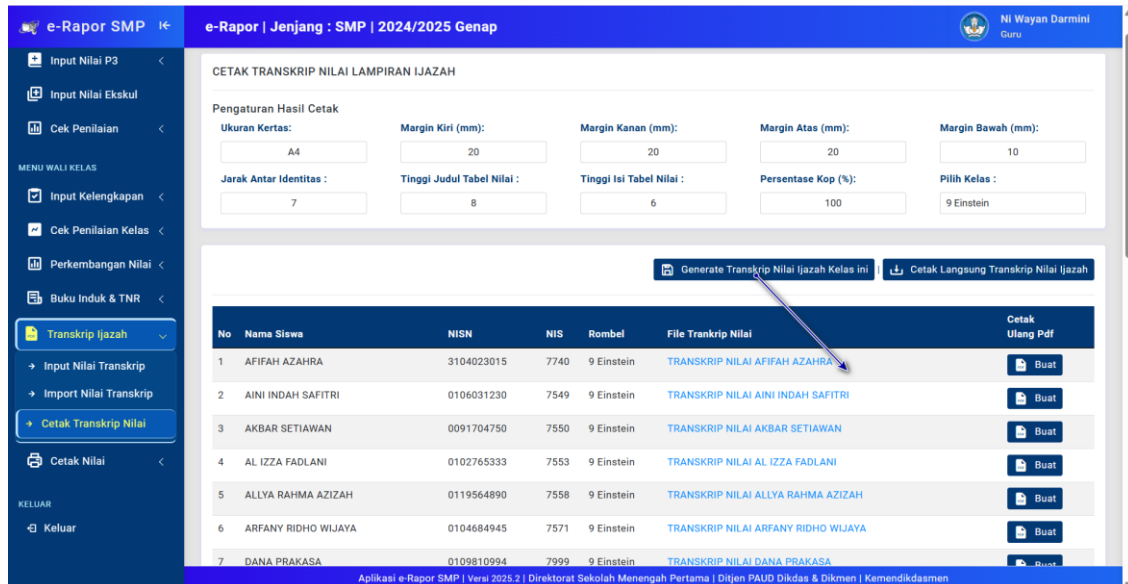 e-Rapor SMP
e-Rapor | Jenjang : SMP | 2024/2025 Genap
Ni Wayan Darmini
Guru
Input Nilai P3
Input Nilai Ekskul
Cek Penilaian
MENU WALI KELAS
Input Kelengkapan
Cek Penilaian Kelas
Perkembangan Nilai
Buku Induk & TNR
Transkrip Ijazah
Input Nilai Transkrip
Import Nilai Transkrip
Cetak Transkrip Nilai
Cetak Nilai
KELUAR
Keluar
CETAK TRANSKRIP NILAI LAMPIRAN IJAZAH
Pengaturan Hasil Cetak
Ukuran Kertas: Margin Kiri (mm): Margin Kanan (mm): Margin Atas (mm): Margin Bawah (mm):
A4 20 20 20 10
Jarak Antar Identitas : Tinggi Judul Tabel Nilai : Tinggi Isi Tabel Nilai : Persentase Kop (%): Pilih Kelas :
7 8 6 100 9 Einstein
Generate Transkrip Nilai Ijazah Kelas ini | Cetak Langsung Transkrip Nilai Ijazah
No Nama Siswa NISN NIS Rombel File Trankrip Nilai Cetak Ulang Pdf
1 AFIFAH AZAHRA 3104023015 7740 9 Einstein TRANSKRIP NILAI AFIFAH AZAHRA Buat
2 AINI INDAH SAFITRI 0106031230 7549 9 Einstein TRANSKRIP NILAI AINI INDAH SAFITRI Buat
3 AKBAR SETIAWAN 0091704750 7550 9 Einstein TRANSKRIP NILAI AKBAR SETIAWAN Buat
4 AL IZZA FADLANI 0102765333 7553 9 Einstein TRANSKRIP NILAI AL IZZA FADLANI Buat
5 ALLYA RAHMA AZIZAH 0119564890 7558 9 Einstein TRANSKRIP NILAI ALLYA RAHMA AZIZAH Buat
6 ARFANY RIDHO WIJAYA 0104684945 7571 9 Einstein TRANSKRIP NILAI ARFANY RIDHO WIJAYA Buat
7 DANA PRAKASA 0109810994 7999 9 Einstein TRANSKRIP NILAI DANA PRAKASA Buat
Aplikasi e-Rapor SMP | Versi 2025.2 | Direktorat Sekolah Menengah Pertama | Ditjen PAUD Dikdas & Dikmen | Kemendikdasmen